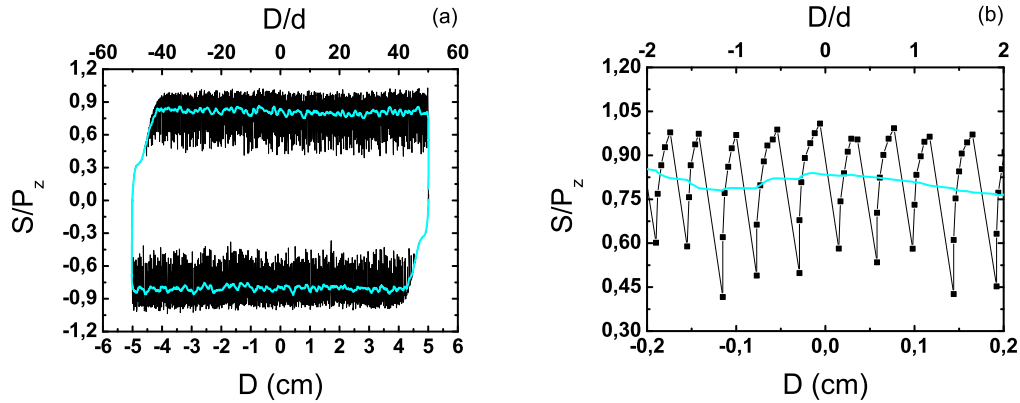 D/d
(a)
-60 -40 -20 0 20 40 60
1,2
0,9
0,6
0,3
0,0
-0,3
-0,6
-0,9
-1,2
S/Pz
-6 -5 -4 -3 -2 -1 0 1 2 3 4 5 6
D (cm)
D/d
(b)
-2 -1 0 1 2
1,20
1,05
0,90
0,75
0,60
0,45
0,30
S/Pz
-0,2 -0,1 0,0 0,1 0,2
D (cm)